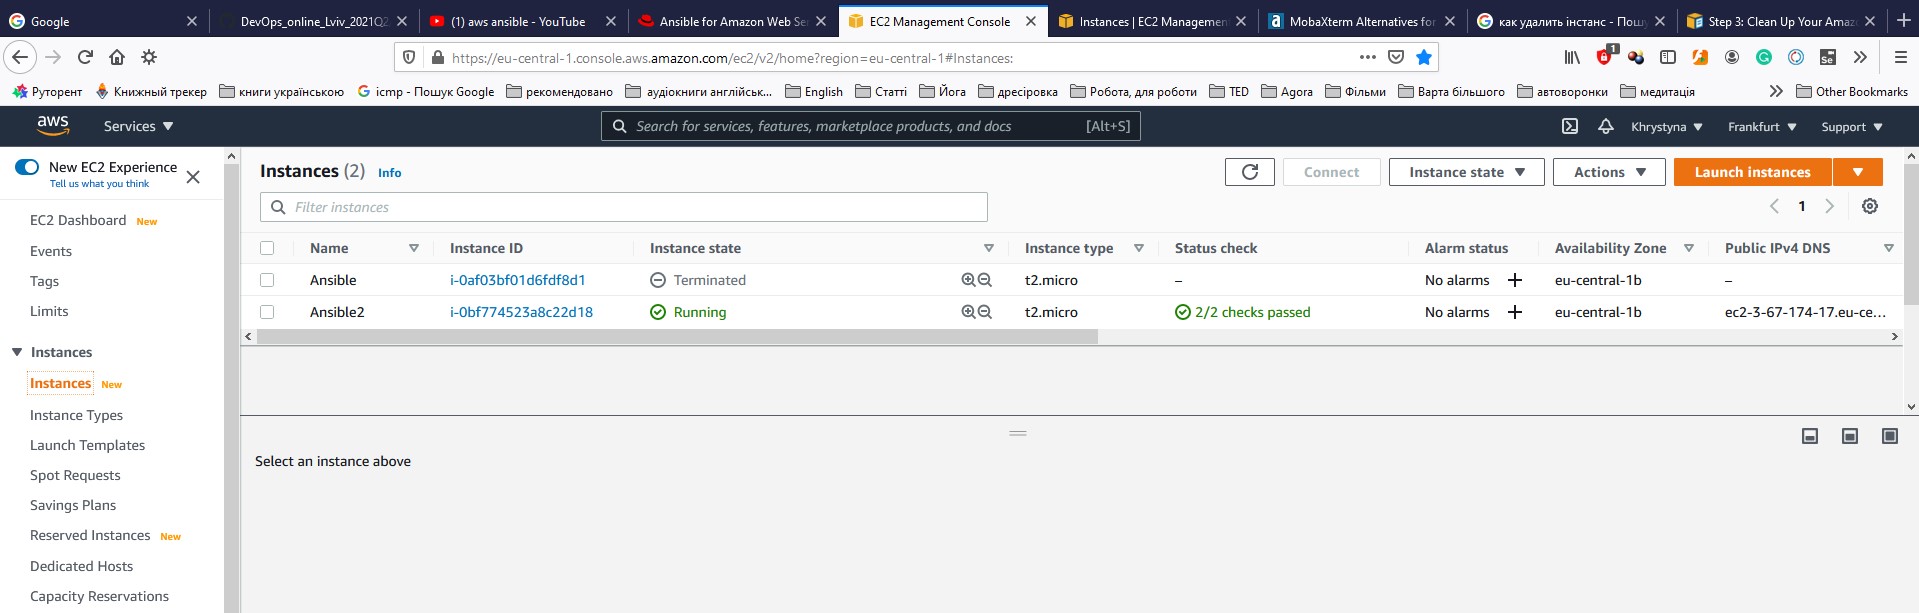 Google
DevOps_online_Lviv_2021Q2
(1) aws ansible - YouTube
Ansible for Amazon Web Ser
EC2 Management Console
Instances | EC2 Management
MobaXterm Alternatives for
как удалить інстанс - Пошу
Step 3: Clean Up Your Amaz
https://eu-central-1.console.aws.amazon.com/ec2/v2/home?region=eu-central-1#Instances:
1
Se
Руторент
Книжный трекер
книги українською
icmp - Пошук Google
рекомендовано
аудіокниги англійськ...
English
Статті
Йога
дресіровка
Робота, для роботи
TED
Agora
Фільми
Варта більшого
автоворонки
медитація
Other Bookmarks
aws
Services
Search for services, features, marketplace products, and docs [Alt+S]
Khrystyna
Frankfurt
Support
New EC2 Experience
Tell us what you think
EC2 Dashboard New
Events
Tags
Limits
Instances
Instances New
Instance Types
Launch Templates
Spot Requests
Savings Plans
Reserved Instances New
Dedicated Hosts
Capacity Reservations
Instances (2) Info
Connect
Instance state
Actions
Launch instances
Filter instances
1
Name Instance ID Instance state Instance type Status check Alarm status Availability Zone Public IPv4 DNS
Ansible i-0af03bf01d6fdf8d1 Terminated t2.micro – No alarms + eu-central-1b –
Ansible2 i-0bf774523a8c22d18 Running t2.micro 2/2 checks passed No alarms + eu-central-1b ec2-3-67-174-17.eu-ce...
Select an instance above